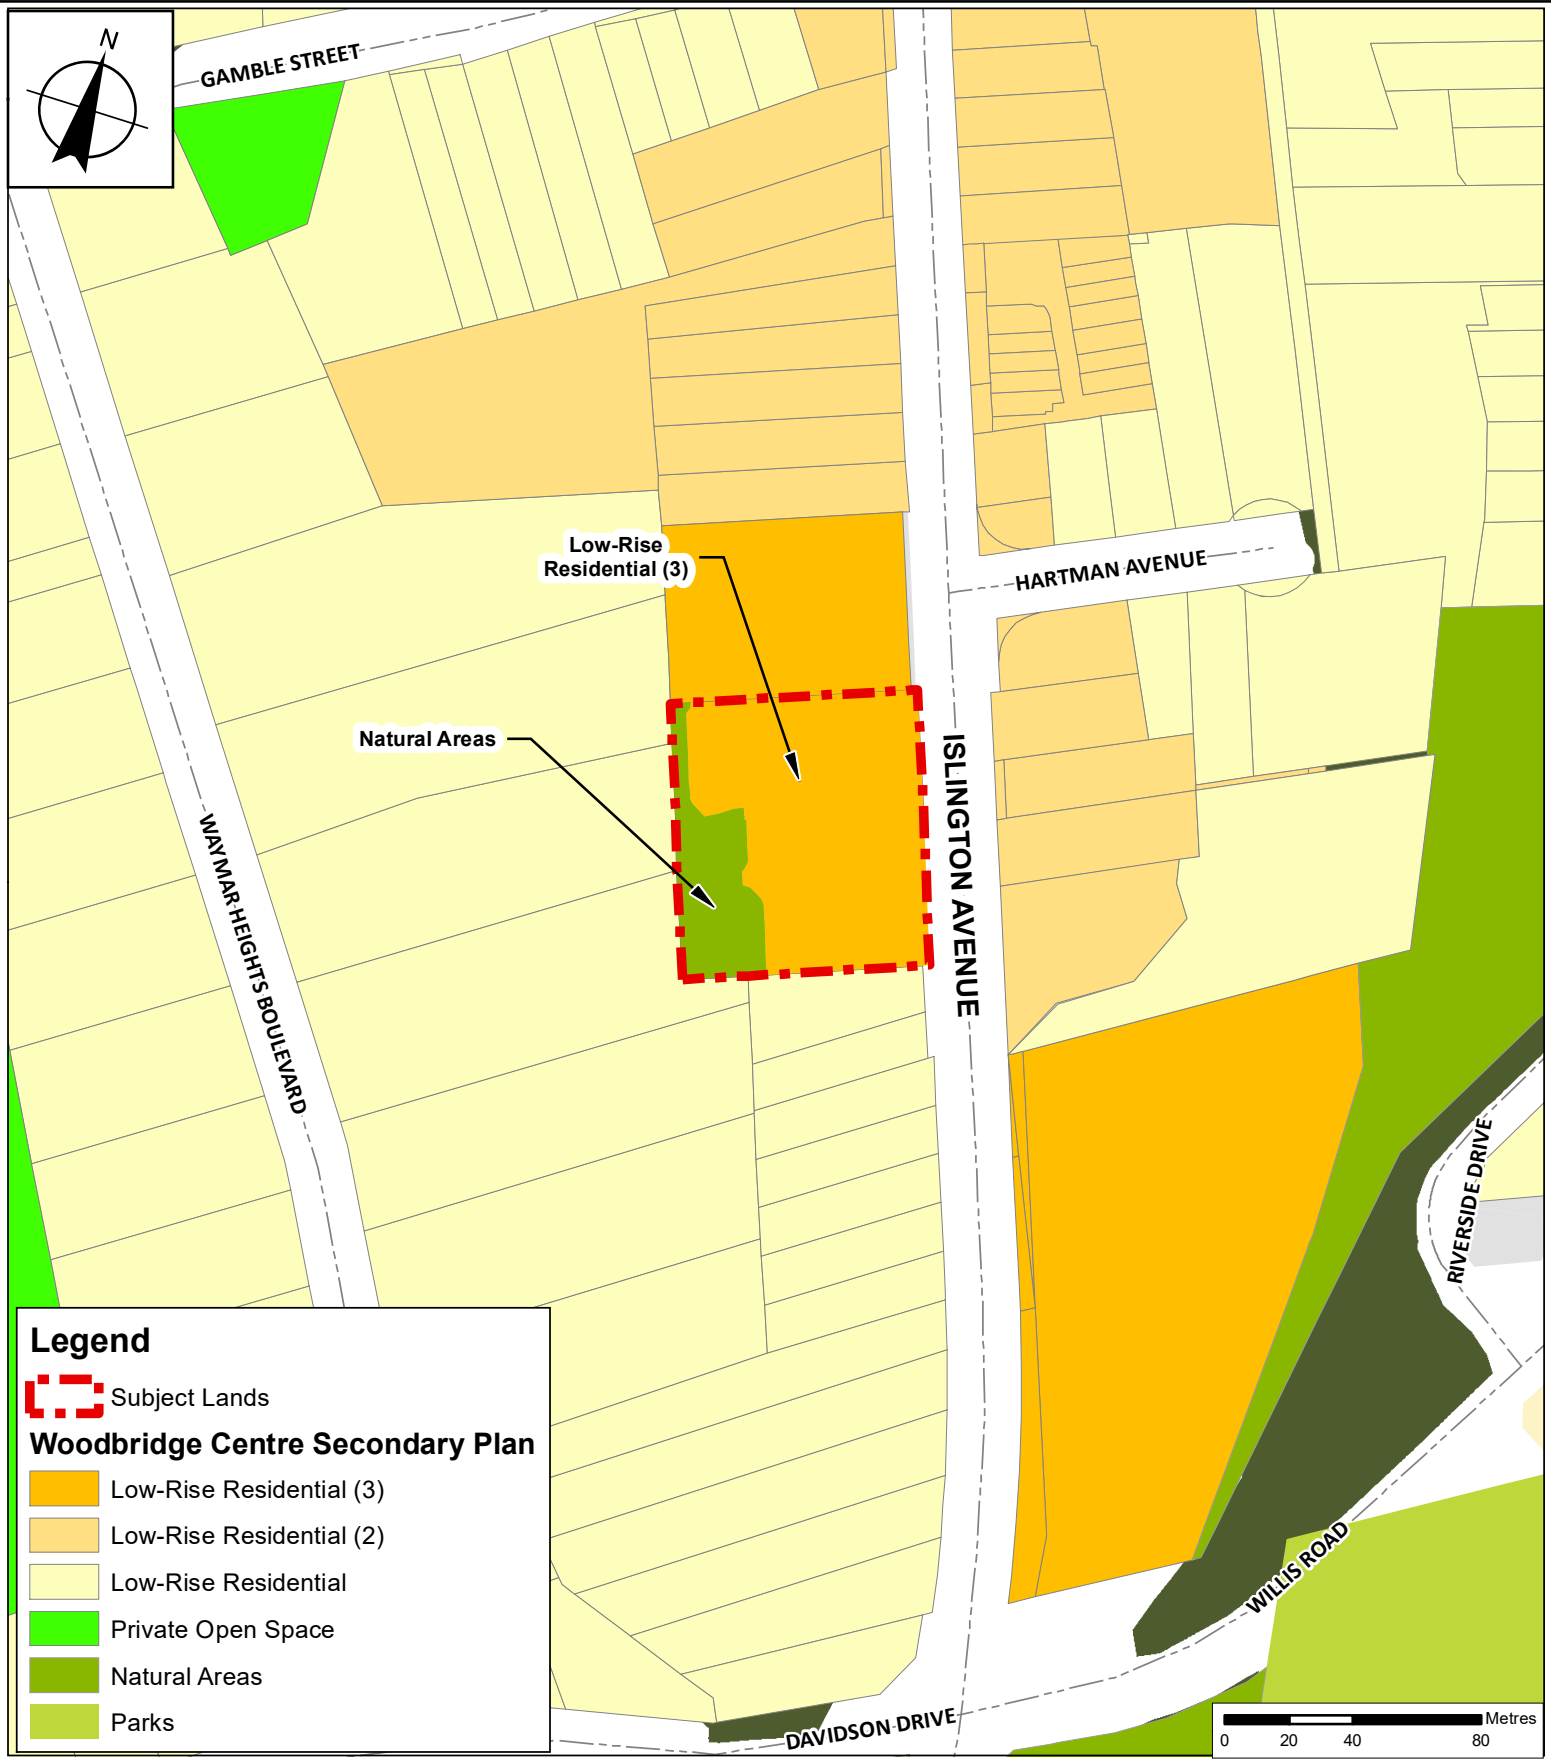 N
GAMBLE STREET
Low-Rise
Residential (3)
HARTMAN AVENUE
Natural Areas
ISLINGTON AVENUE
WAYMAR HEIGHTS BOULEVARD
RIVERSIDE DRIVE
WILLIS ROAD
DAVIDSON DRIVE
Legend
Subject Lands
Woodbridge Centre Secondary Plan
Low-Rise Residential (3)
Low-Rise Residential (2)
Low-Rise Residential
Private Open Space
Natural Areas
Parks
Metres
0 20 40 80